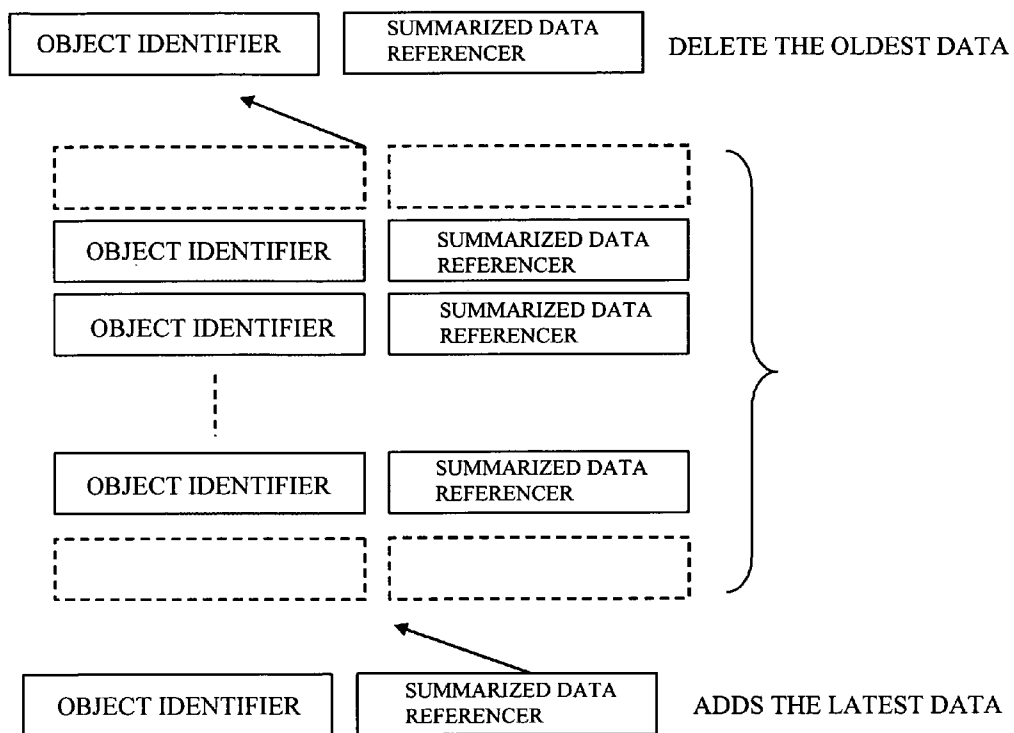 OBJECT IDENTIFIER
SUMMARIZED DATA
REFERENCER
DELETE THE OLDEST DATA
OBJECT IDENTIFIER
SUMMARIZED DATA
REFERENCER
OBJECT IDENTIFIER
SUMMARIZED DATA
REFERENCER
OBJECT IDENTIFIER
SUMMARIZED DATA
REFERENCER
OBJECT IDENTIFIER
SUMMARIZED DATA
REFERENCER
ADDS THE LATEST DATA